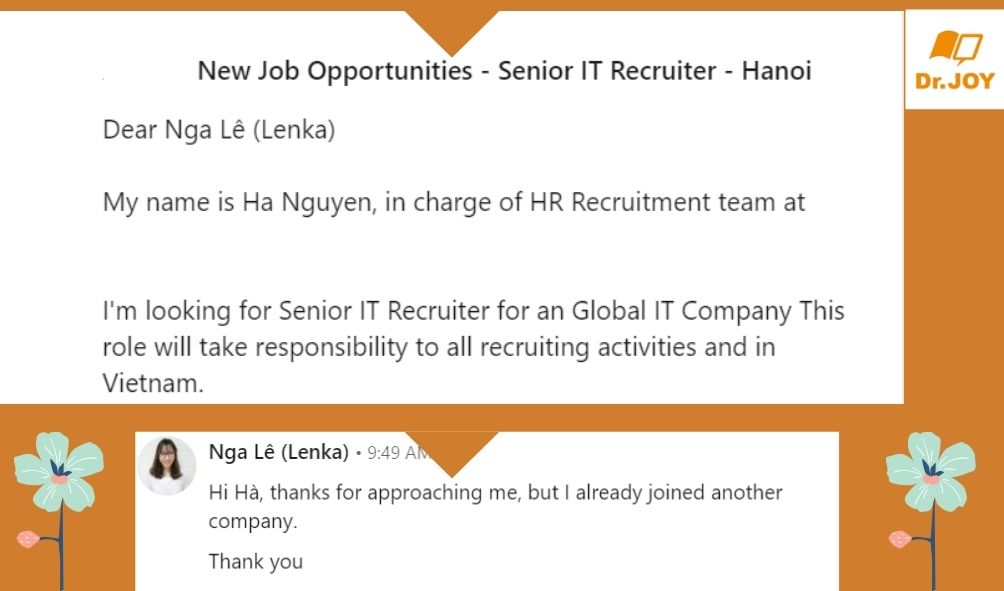 New Job Opportunities - Senior IT Recruiter - Hanoi
Dr.JOY
Dear Nga Lê (Lenka)
My name is Ha Nguyen, in charge of HR Recruitment team at
I'm looking for Senior IT Recruiter for an Global IT Company This
role will take responsibility to all recruiting activities and in
Vietnam.
Nga Lê (Lenka) • 9:49 AM
Hi Hà, thanks for approaching me, but I already joined another
company.
Thank you